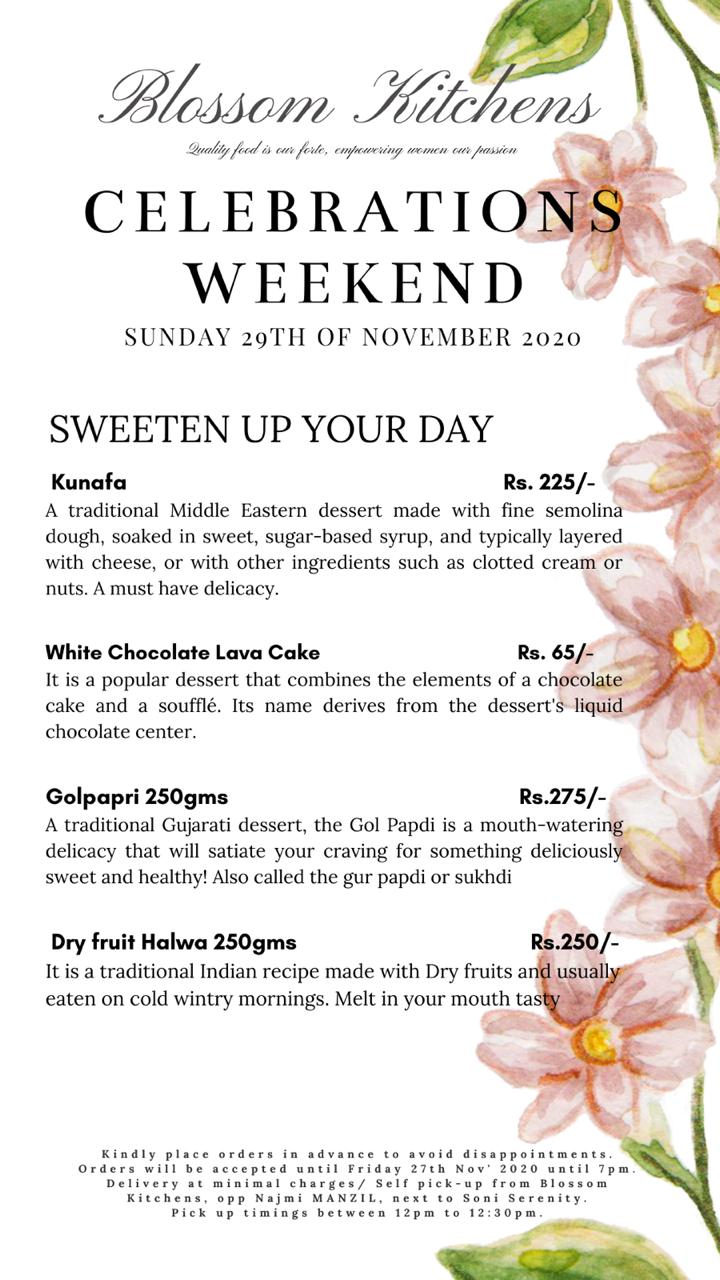 Blossom Kitchens
Quality food is our forte, empowering women our passion
CELEBRATIONS
WEEKEND
SUNDAY 29TH OF NOVEMBER 2020
SWEETEN UP YOUR DAY
Kunafa Rs. 225/-
A traditional Middle Eastern dessert made with fine semolina
dough, soaked in sweet, sugar-based syrup, and typically layered
with cheese, or with other ingredients such as clotted cream or
nuts. A must have delicacy.
White Chocolate Lava Cake Rs. 65/-
It is a popular dessert that combines the elements of a chocolate
cake and a soufflé. Its name derives from the dessert's liquid
chocolate center.
Golpapri 250gms Rs.275/-
A traditional Gujarati dessert, the Gol Papdi is a mouth-watering
delicacy that will satiate your craving for something deliciously
sweet and healthy! Also called the gur papdi or sukhdi
Dry fruit Halwa 250gms Rs.250/-
It is a traditional Indian recipe made with Dry fruits and usually
eaten on cold wintry mornings. Melt in your mouth tasty
Kindly place orders in advance to avoid disappointments.
Orders will be accepted until Friday 27th Nov' 2020 until 7pm.
Delivery at minimal charges/ Self pick-up from Blossom
Kitchens, opp Najmi MANZIL, next to Soni Serenity.
Pick up timings between 12pm to 12:30pm.